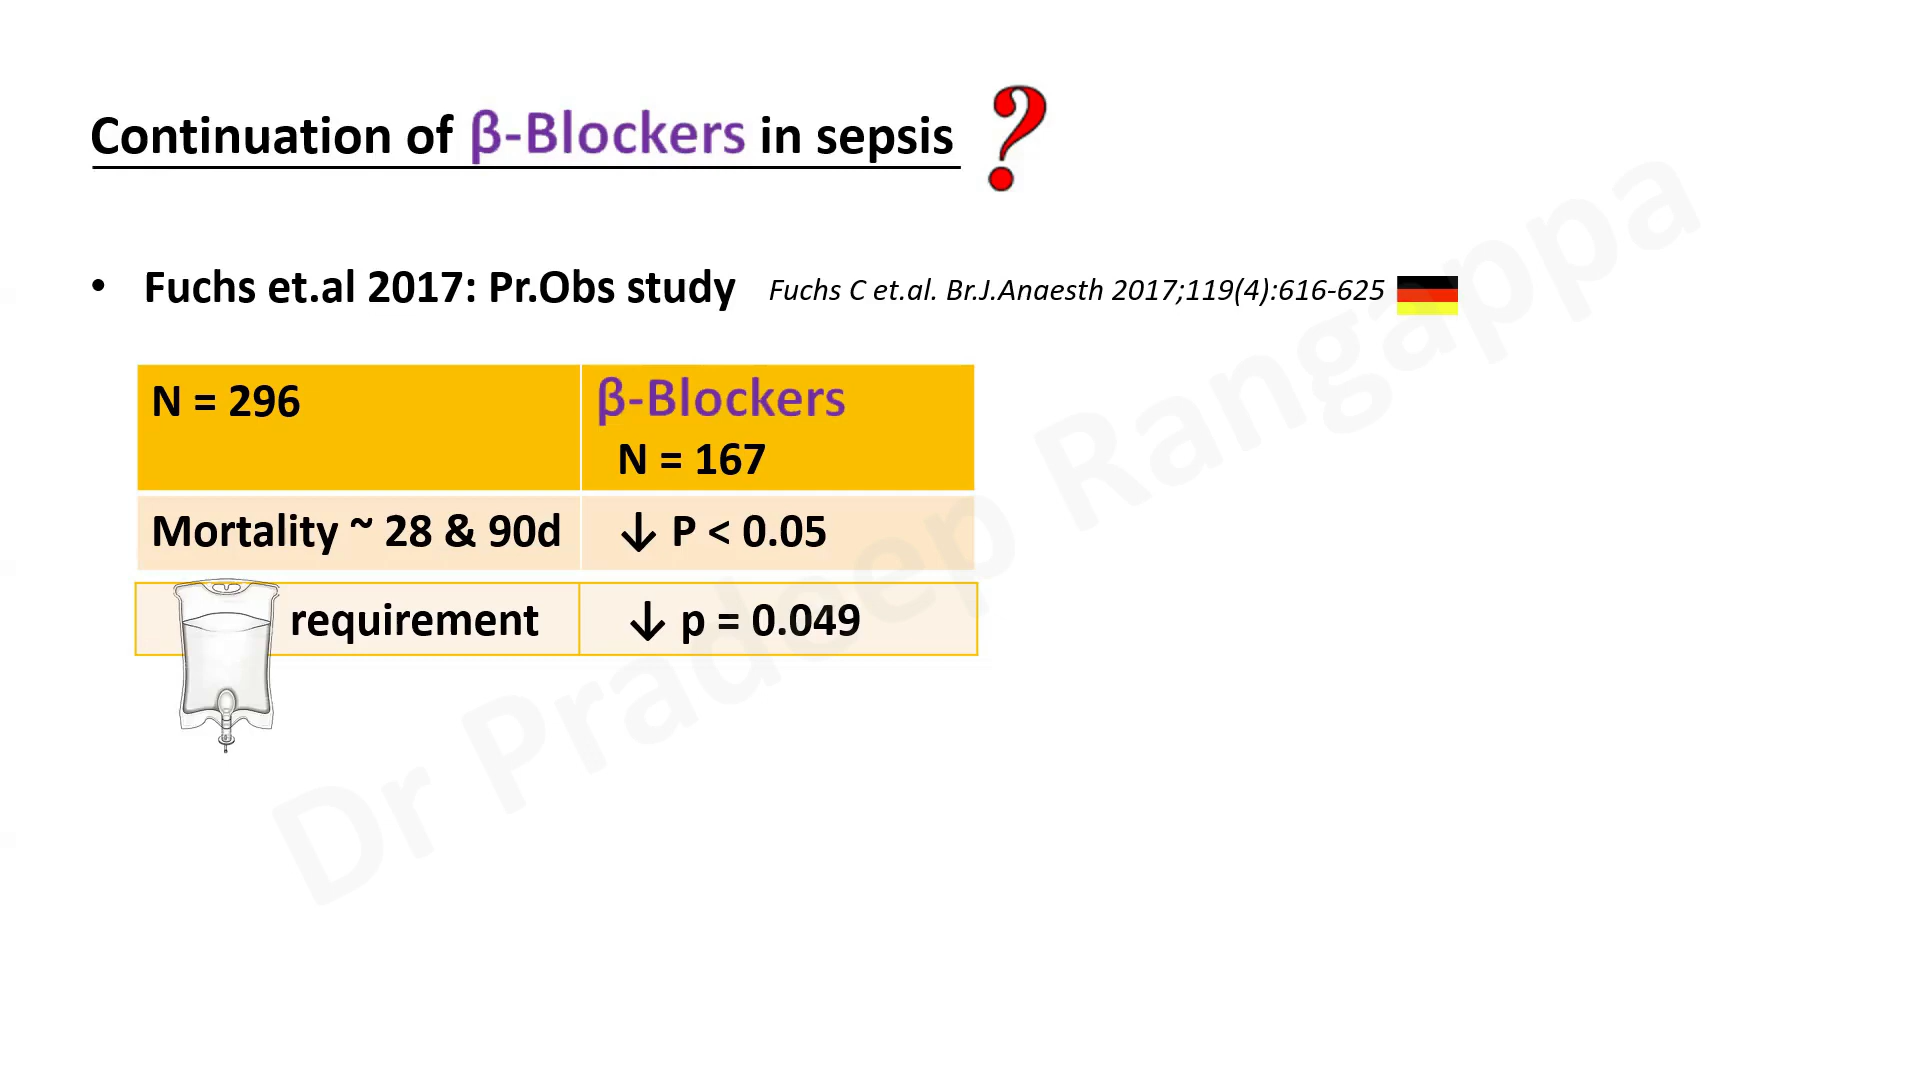 Continuation of β-Blockers in sepsis ?
• Fuchs et.al 2017: Pr.Obs study Fuchs C et.al. Br.J.Anaesth 2017;119(4):616-625
N = 296
β-Blockers
N = 167
Mortality ~ 28 & 90d
↓ P < 0.05
requirement
↓ p = 0.049
Dr Pradeep Rangappa